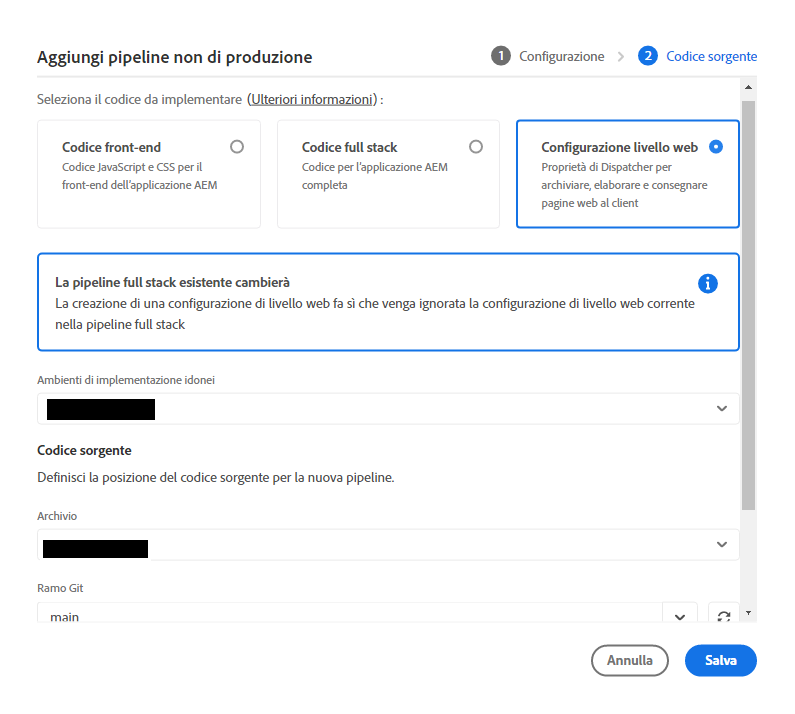 Aggiungi pipeline non di produzione
1 Configurazione > 2 Codice sorgente
Seleziona il codice da implementare (Ulteriori informazioni) :
Codice front-end
Codice JavaScript e CSS per il
front-end dell'applicazione AEM
Codice full stack
Codice per l'applicazione AEM
completa
Configurazione livello web
Proprietà di Dispatcher per
archiviare, elaborare e consegnare
pagine web al client
La pipeline full stack esistente cambierà
La creazione di una configurazione di livello web fa sì che venga ignorata la configurazione di livello web corrente
nella pipeline full stack
Ambienti di implementazione idonei
Codice sorgente
Definisci la posizione del codice sorgente per la nuova pipeline.
Archivio
Ramo Git
main
Annulla
Salva